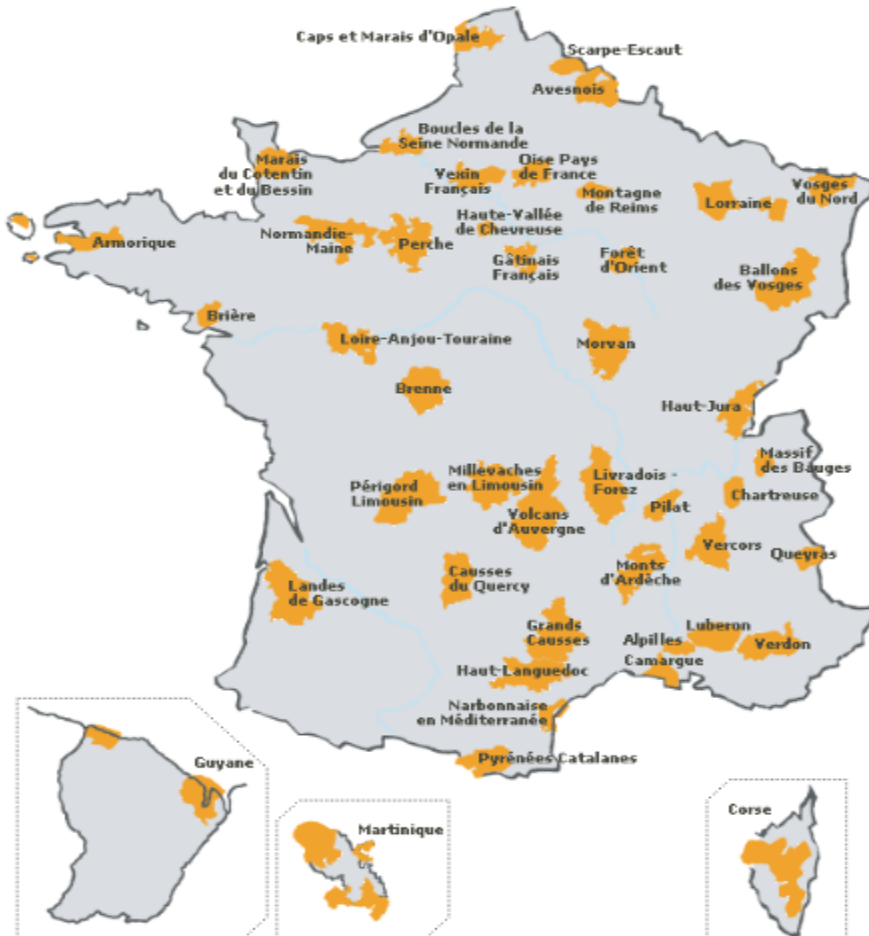 Caps et Marais d'Opale
Scarpe-Escaut
Avesnois
Boucles de la
Seine Normande
Marais
du Cotentin
et du Bessin
Vexin
Français
Oise Pays
de France
Montagne
de Reims
Lorraine
Vosges
du Nord
Armorique
Normandie-
Maine
Perche
Haute-Vallée
de Chevreuse
Gâtinais
Français
Forêt
d'Orient
Ballons
des Vosges
Brière
Loire-Anjou-Touraine
Morvan
Brenne
Haut-Jura
Massif
des Bauges
Périgord
Limousin
Millevaches
en Limousin
Livradois -
Forez
Chartreuse
Volcans
d'Auvergne
Pilat
Vercors
Queyras
Landes
de Gascogne
Causses
du Quercy
Monts
d'Ardèche
Grands
Causses
Alpilles
Luberon
Verdon
Camargue
Haut-Languedoc
Narbonnaise
en Méditerranée
Pyrénées Catalanes
Guyane
Martinique
Corse